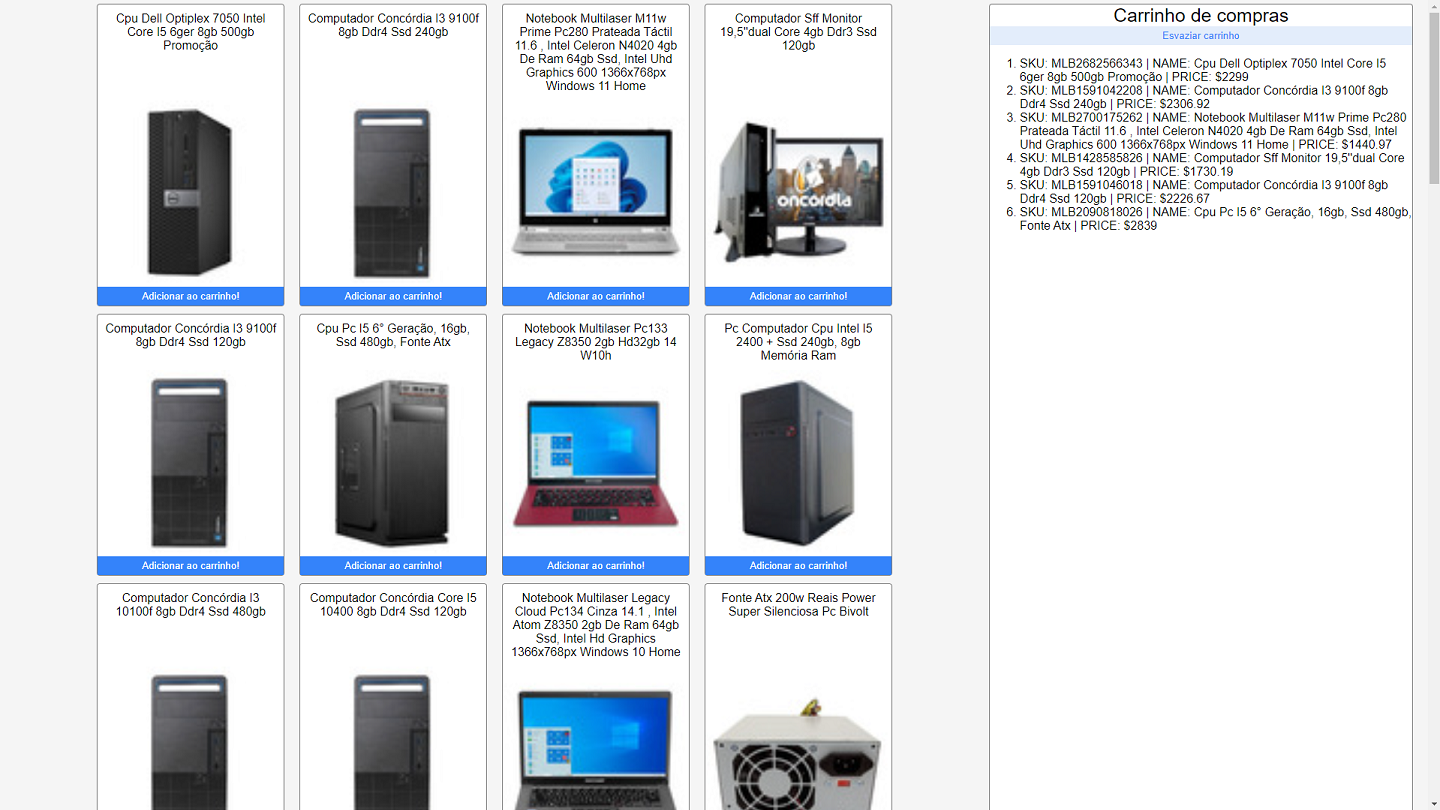 Cpu Dell Optiplex 7050 Intel
Core I5 6ger 8gb 500gb
Promoção
Adicionar ao carrinho!
Computador Concórdia I3 9100f
8gb Ddr4 Ssd 240gb
Adicionar ao carrinho!
Notebook Multilaser M11w
Prime Pc280 Prateada Táctil
11.6 , Intel Celeron N4020 4gb
De Ram 64gb Ssd, Intel Uhd
Graphics 600 1366x768px
Windows 11 Home
Adicionar ao carrinho!
Computador Sff Monitor
19,5"dual Core 4gb Ddr3 Ssd
120gb
oncordia
Adicionar ao carrinho!
Computador Concórdia I3 9100f
8gb Ddr4 Ssd 120gb
Adicionar ao carrinho!
Cpu Pc I5 6° Geração, 16gb,
Ssd 480gb, Fonte Atx
Adicionar ao carrinho!
Notebook Multilaser Pc133
Legacy Z8350 2gb Hd32gb 14
W10h
Adicionar ao carrinho!
Pc Computador Cpu Intel I5
2400 + Ssd 240gb, 8gb
Memória Ram
Adicionar ao carrinho!
Computador Concórdia I3
10100f 8gb Ddr4 Ssd 480gb
Computador Concórdia Core I5
10400 8gb Ddr4 Ssd 120gb
Notebook Multilaser Legacy
Cloud Pc134 Cinza 14.1 , Intel
Atom Z8350 2gb De Ram 64gb
Ssd, Intel Hd Graphics
1366x768px Windows 10 Home
Fonte Atx 200w Reais Power
Super Silenciosa Pc Bivolt
Carrinho de compras
Esvaziar carrinho
1. SKU: MLB2682566343 | NAME: Cpu Dell Optiplex 7050 Intel Core I5
6ger 8gb 500gb Promoção | PRICE: $2299
2. SKU: MLB1591042208 | NAME: Computador Concórdia I3 9100f 8gb
Ddr4 Ssd 240gb | PRICE: $2306.92
3. SKU: MLB2700175262 | NAME: Notebook Multilaser M11w Prime Pc280
Prateada Táctil 11.6 , Intel Celeron N4020 4gb De Ram 64gb Ssd, Intel
Uhd Graphics 600 1366x768px Windows 11 Home | PRICE: $1440.97
4. SKU: MLB1428585826 | NAME: Computador Sff Monitor 19,5"dual Core
4gb Ddr3 Ssd 120gb | PRICE: $1730.19
5. SKU: MLB1591046018 | NAME: Computador Concórdia I3 9100f 8gb
Ddr4 Ssd 120gb | PRICE: $2226.67
6. SKU: MLB2090818026 | NAME: Cpu Pc I5 6° Geração, 16gb, Ssd 480gb,
Fonte Atx | PRICE: $2839